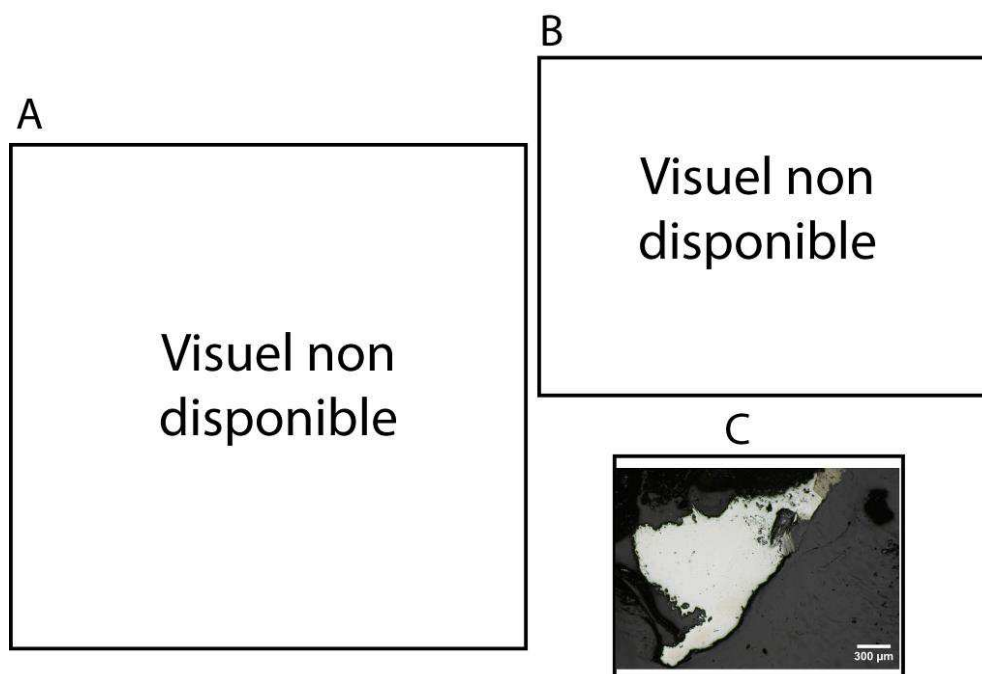 A
Visuel non
disponible
B
Visuel non
disponible
C
300 µm